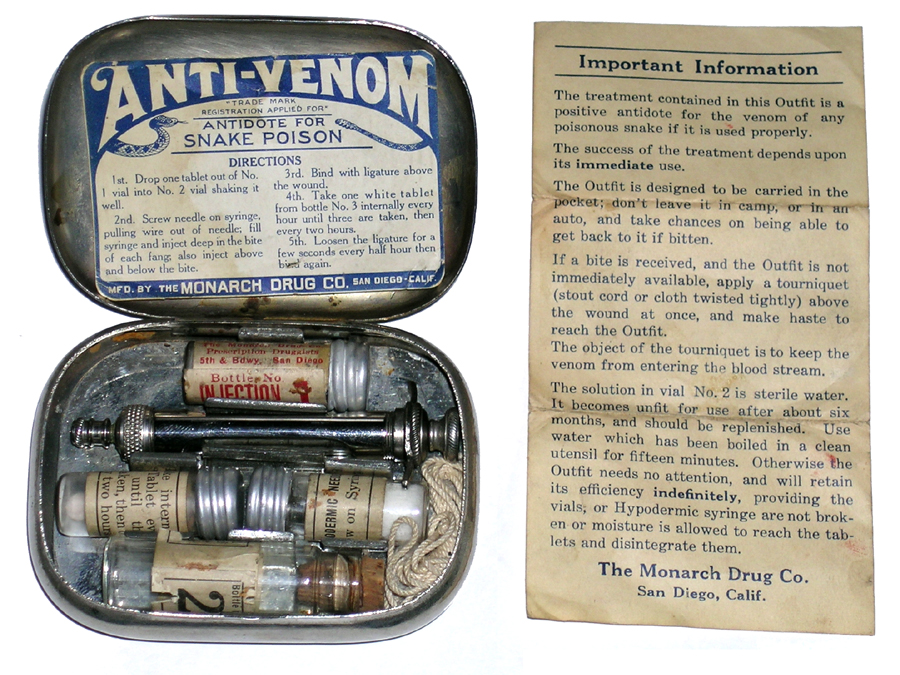 ANTI-VENOM
"TRADE MARK
REGISTRATION APPLIED FOR"
ANTIDOTE FOR
SNAKE POISON
DIRECTIONS
1st. Drop one tablet out of No.
1 vial into No. 2 vial shaking it
well.
2nd. Screw needle on syringe,
pulling wire out of needle; fill
syringe and inject deep in the bite
of each fang, also inject above
and below the bite.
3rd. Bind with ligature above
the wound.
4th. Take one white tablet
from bottle No. 3 internally every
hour until three are taken, then
every two hours.
5th. Loosen the ligature for a
few seconds every half hour then
bind again.
MFD. BY THE MONARCH DRUG CO. SAN DIEGO-CALIF.
Prescription Druggists
5th & Bdwy, San Diego
Bottle No
INJECTION
intern
tablet ev
until th
ken, then
two hours
ODERMIC NEE
w on Syr
Bottle
2
Important Information
The treatment contained in this Outfit is a
positive antidote for the venom of any
poisonous snake if it is used properly.
The success of the treatment depends upon
its immediate use.
The Outfit is designed to be carried in the
pocket; don't leave it in camp, or in an
auto, and take chances on being able to
get back to it if bitten.
If a bite is received, and the Outfit is not
immediately available, apply a tourniquet
(stout cord or cloth twisted tightly) above
the wound at once, and make haste to
reach the Outfit.
The object of the tourniquet is to keep the
venom from entering the blood stream.
The solution in vial No. 2 is sterile water.
It becomes unfit for use after about six
months, and should be replenished. Use
water which has been boiled in a clean
utensil for fifteen minutes. Otherwise the
Outfit needs no attention, and will retain
its efficiency indefinitely, providing the
vials, or Hypodermic syringe are not brok-
en or moisture is allowed to reach the tab-
lets and disintegrate them.
The Monarch Drug Co.
San Diego, Calif.